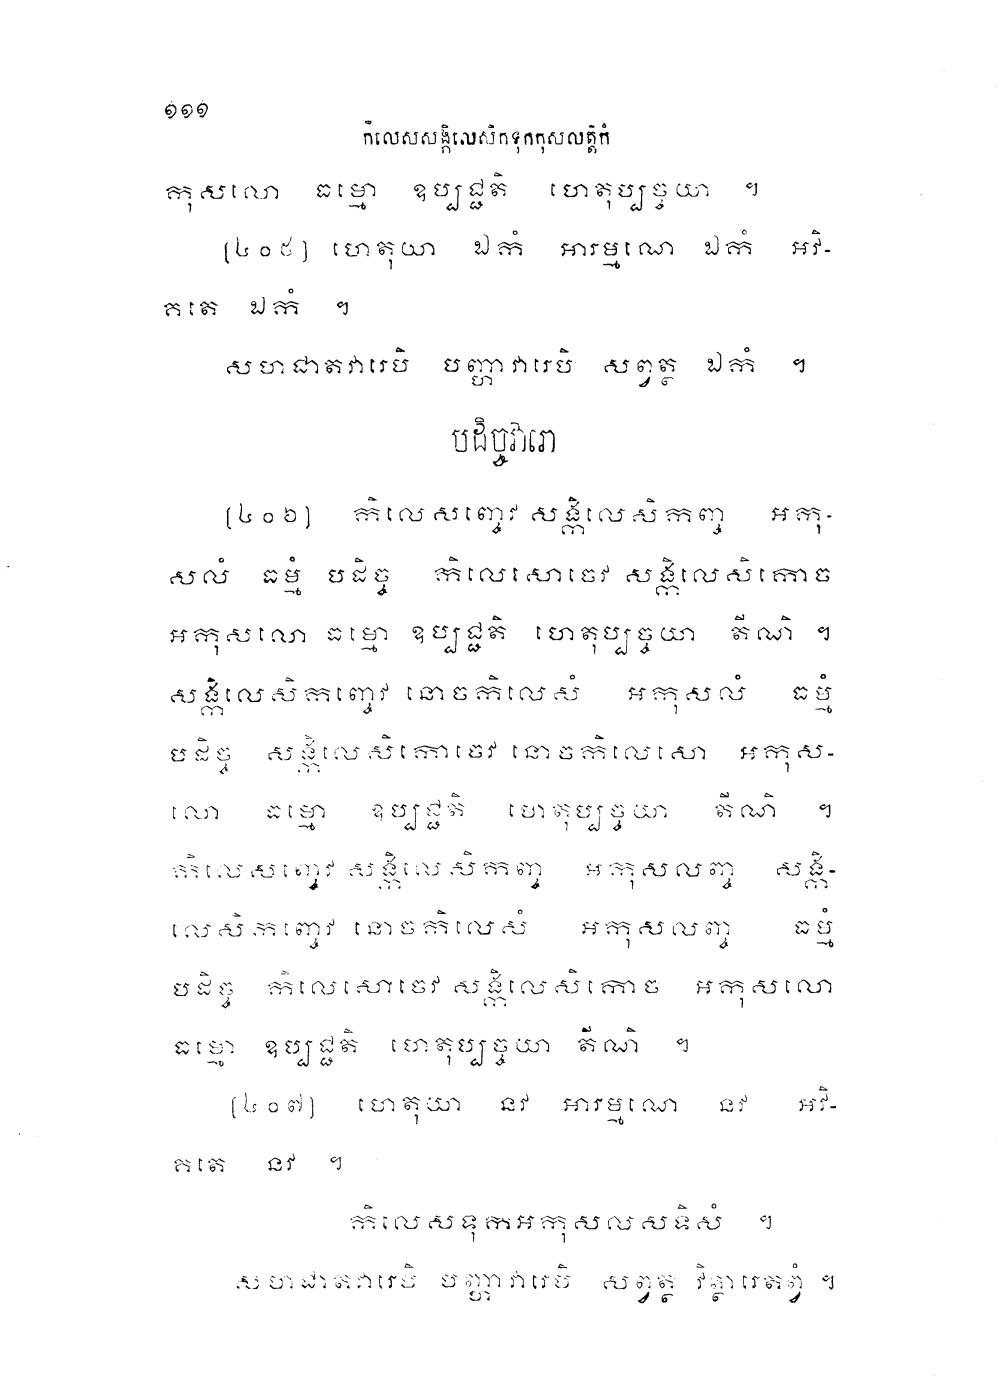 ១១១
កិលេសសង្កិលេសិកទុកកុសលត្តិកំ
កុសលោ ធម្មោ ឧប្បជ្ជតិ ហេតុប្បច្ចយា ។
(៤០៥) ហេតុយា ឯកំ អារម្មណេ ឯកំ អវិ-
គតេ ឯកំ ។
សហជាតវារេបិ បញ្ហាវារេបិ សព្វត្ថ ឯកំ ។
បដិច្ចវារោ
(៤០៦) កិលេសញ្ចេវ សង្កិលេសិកញ្ច អកុ-
សលំ ធម្មំ បដិច្ច កិលេសោចេវ សង្កិលេសិកោច
អកុសលោ ធម្មោ ឧប្បជ្ជតិ ហេតុប្បច្ចយា តីណិ ។
សង្កិលេសិកញ្ចេវ នោចកិលេសំ អកុសលំ ធម្មំ
បដិច្ច សង្កិលេសិកោចេវ នោចកិលេសោ អកុស-
លោ ធម្មោ ឧប្បជ្ជតិ ហេតុប្បច្ចយា តីណិ ។
កិលេសញ្ចេវ សង្កិលេសិកញ្ច អកុសលញ្ច សង្កិ-
លេសិកញ្ចេវ នោចកិលេសំ អកុសលញ្ច ធម្មំ
បដិច្ច កិលេសោចេវ សង្កិលេសិកោច អកុសលោ
ធម្មោ ឧប្បជ្ជតិ ហេតុប្បច្ចយា តីណិ ។
(៤០៧) ហេតុយា នវ អារម្មណេ នវ អវិ-
គតេ នវ ។
កិលេសទុកអកុសលសទិសំ ។
សហជាតវារេបិ បញ្ហាវារេបិ សព្វត្ថ វិត្ថារេតព្វំ ។